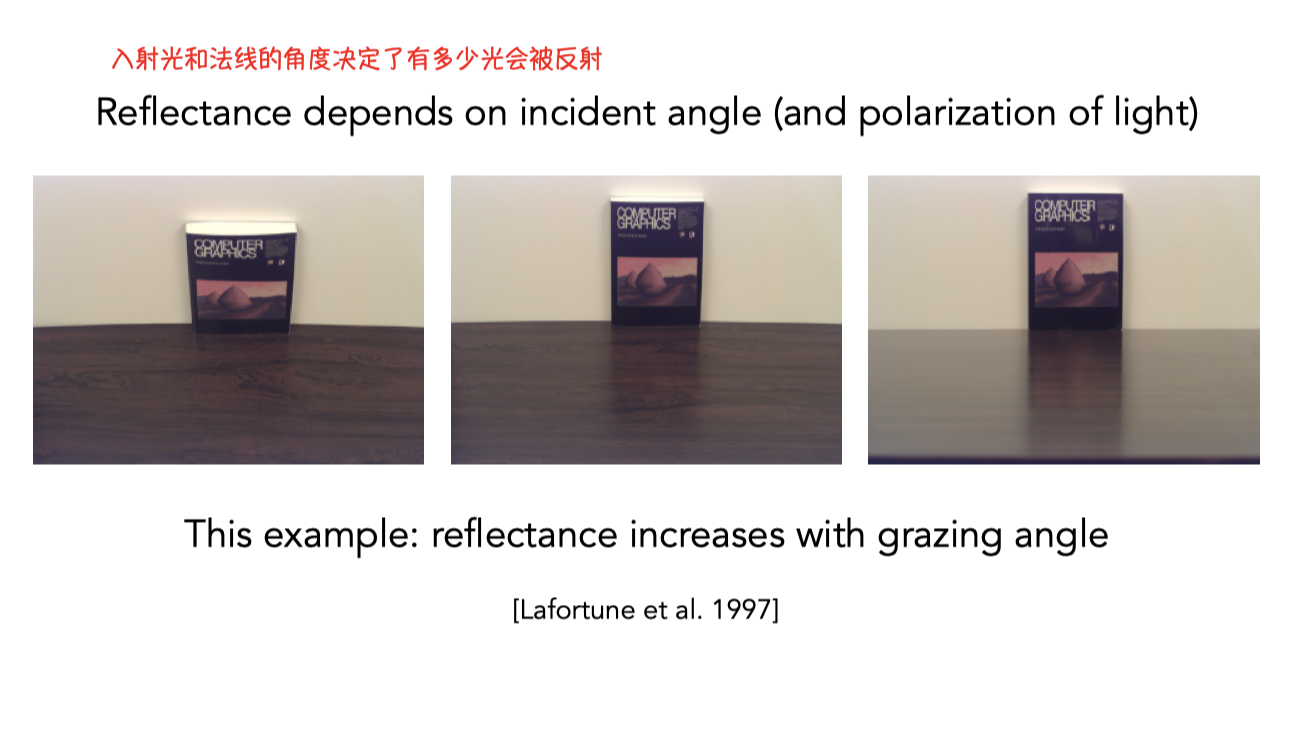 入射光和法线的角度决定了有多少光会被反射
Reflectance depends on incident angle (and polarization of light)
COMPUTER
GRAPHICS
COMPUTER
GRAPHICS
COMPUTER
GRAPHICS
This example: reflectance increases with grazing angle
[Lafortune et al. 1997]